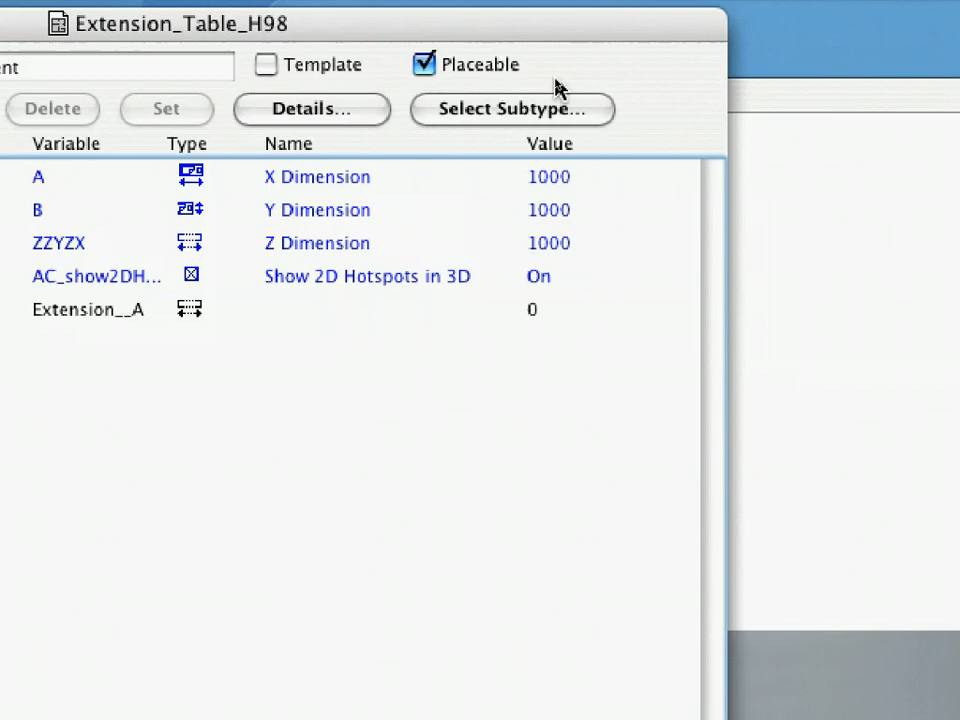 Extension_Table_H98
nt Template Placeable
Delete Set Details... Select Subtype...
Variable Type Name Value
A X Dimension 1000
B Y Dimension 1000
ZZYZX Z Dimension 1000
AC_show2DH... Show 2D Hotspots in 3D On
Extension__A 0